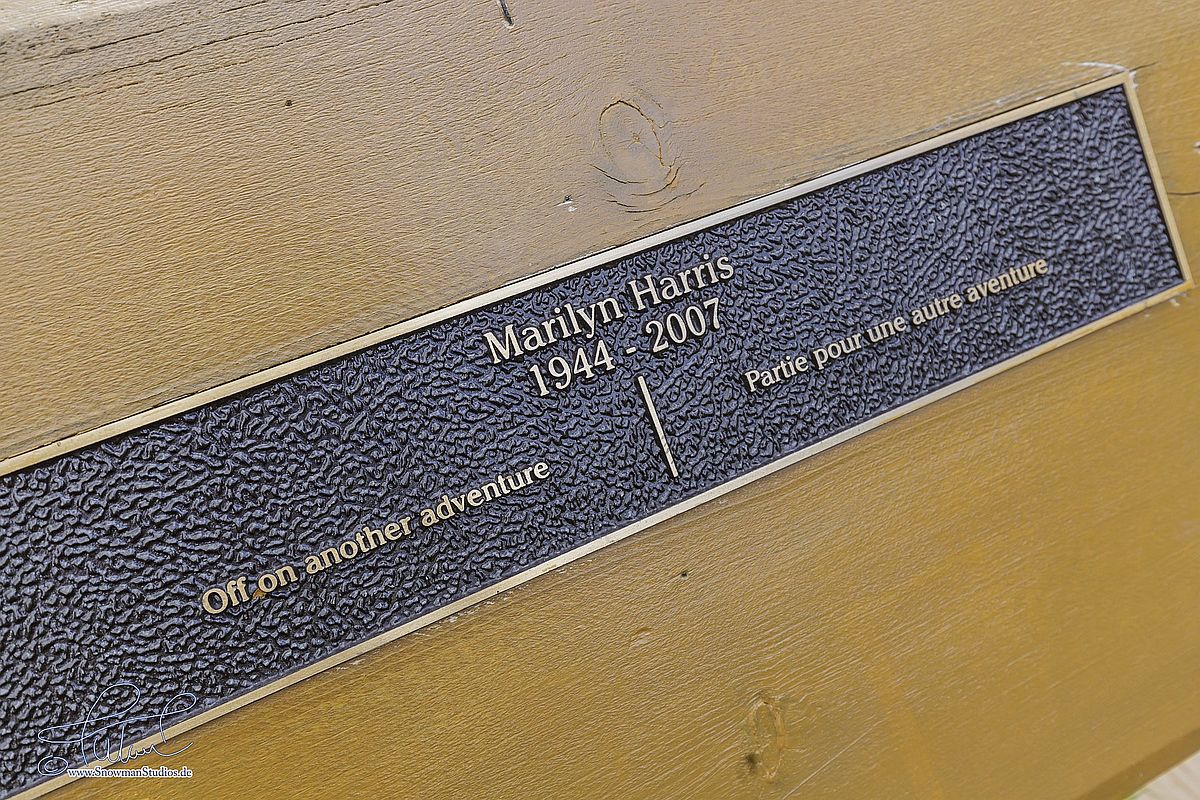 Marilyn Harris
1944 - 2007
Off on another adventure
Partie pour une autre aventure
www.SnowmanStudios.de